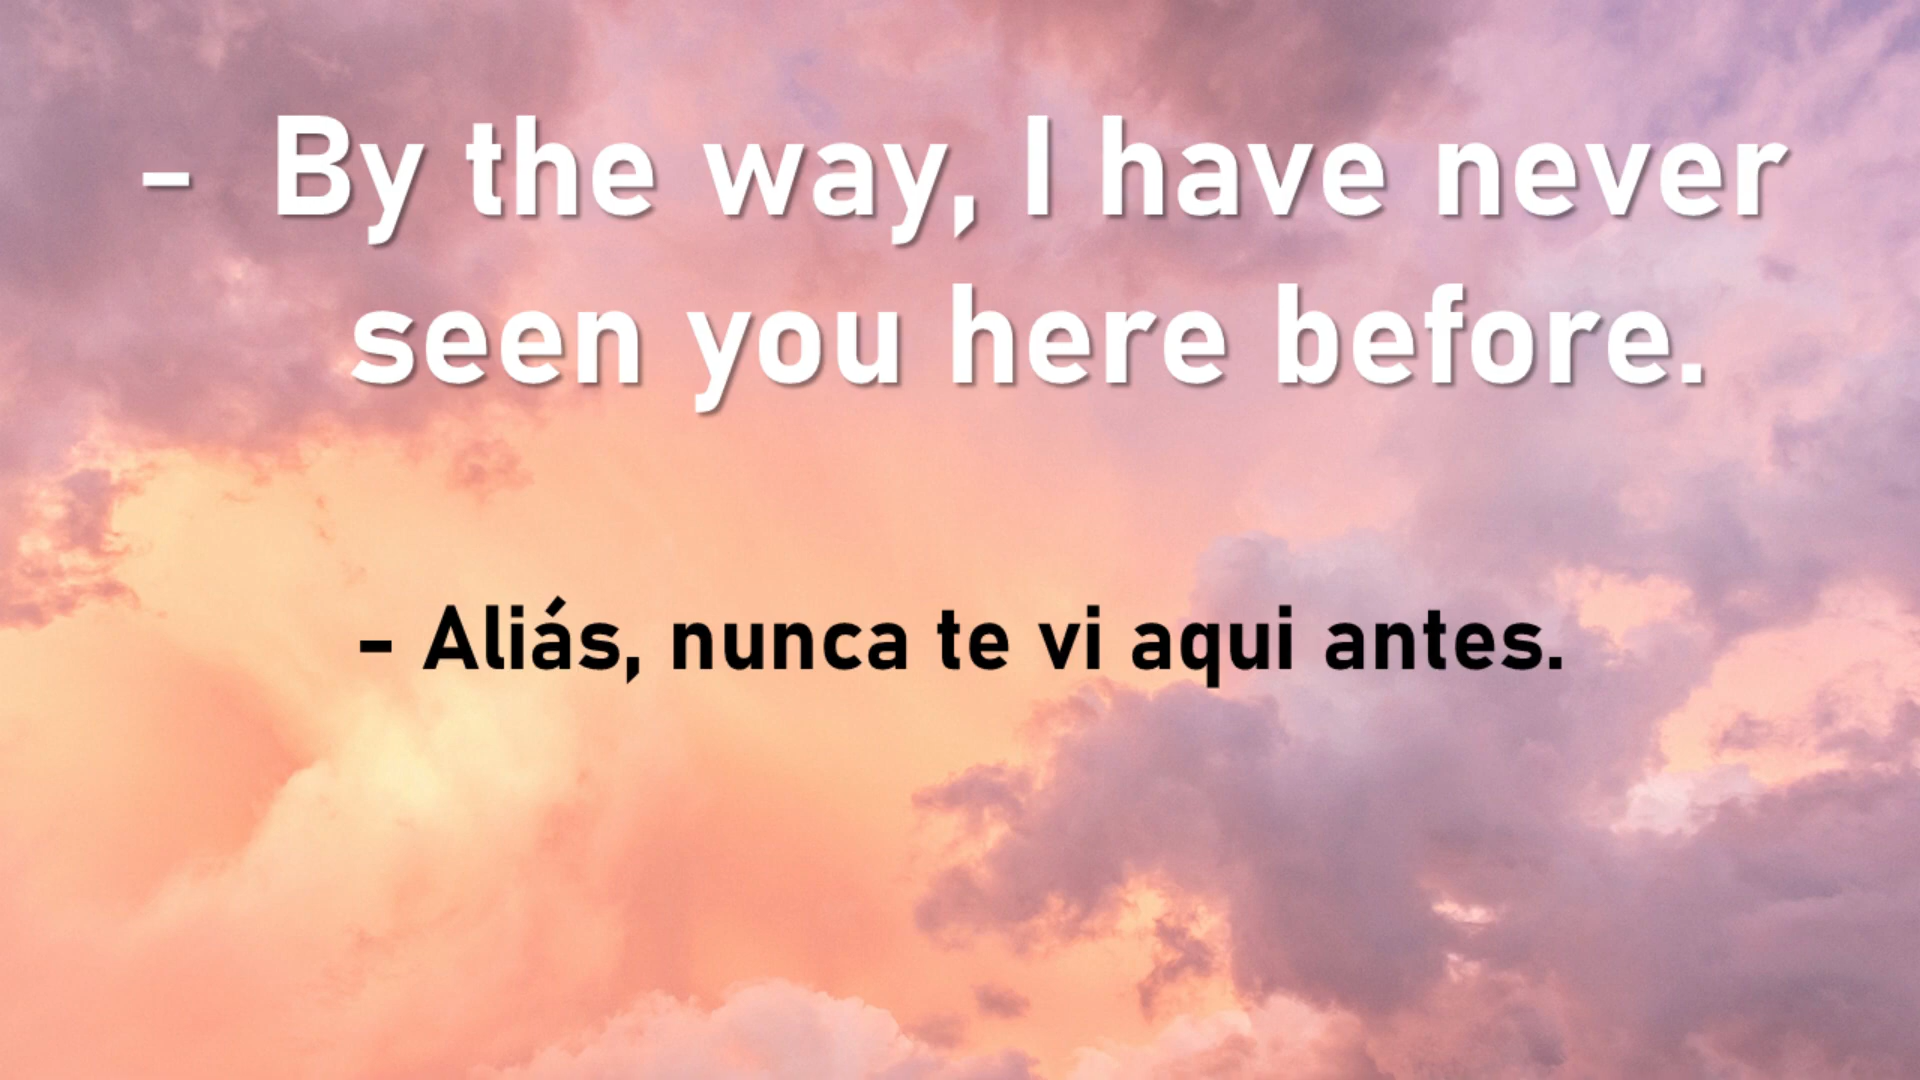 - By the way, I have never
seen you here before.
- Aliás, nunca te vi aqui antes.